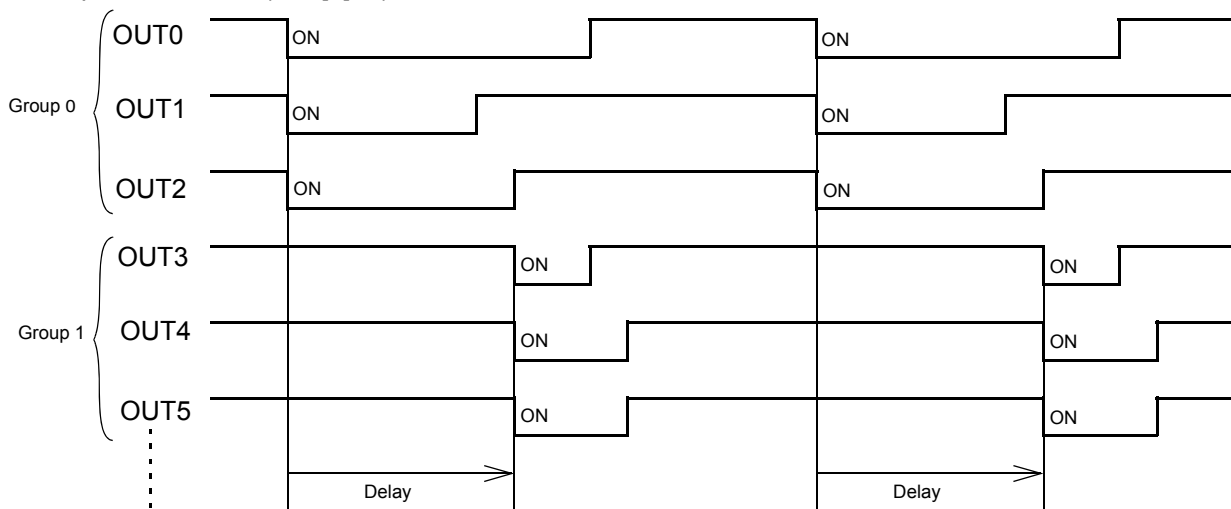 OUT0 ON ON
Group 0 OUT1 ON ON
OUT2 ON ON
OUT3 ON ON
Group 1 OUT4 ON ON
OUT5 ON ON
Delay Delay